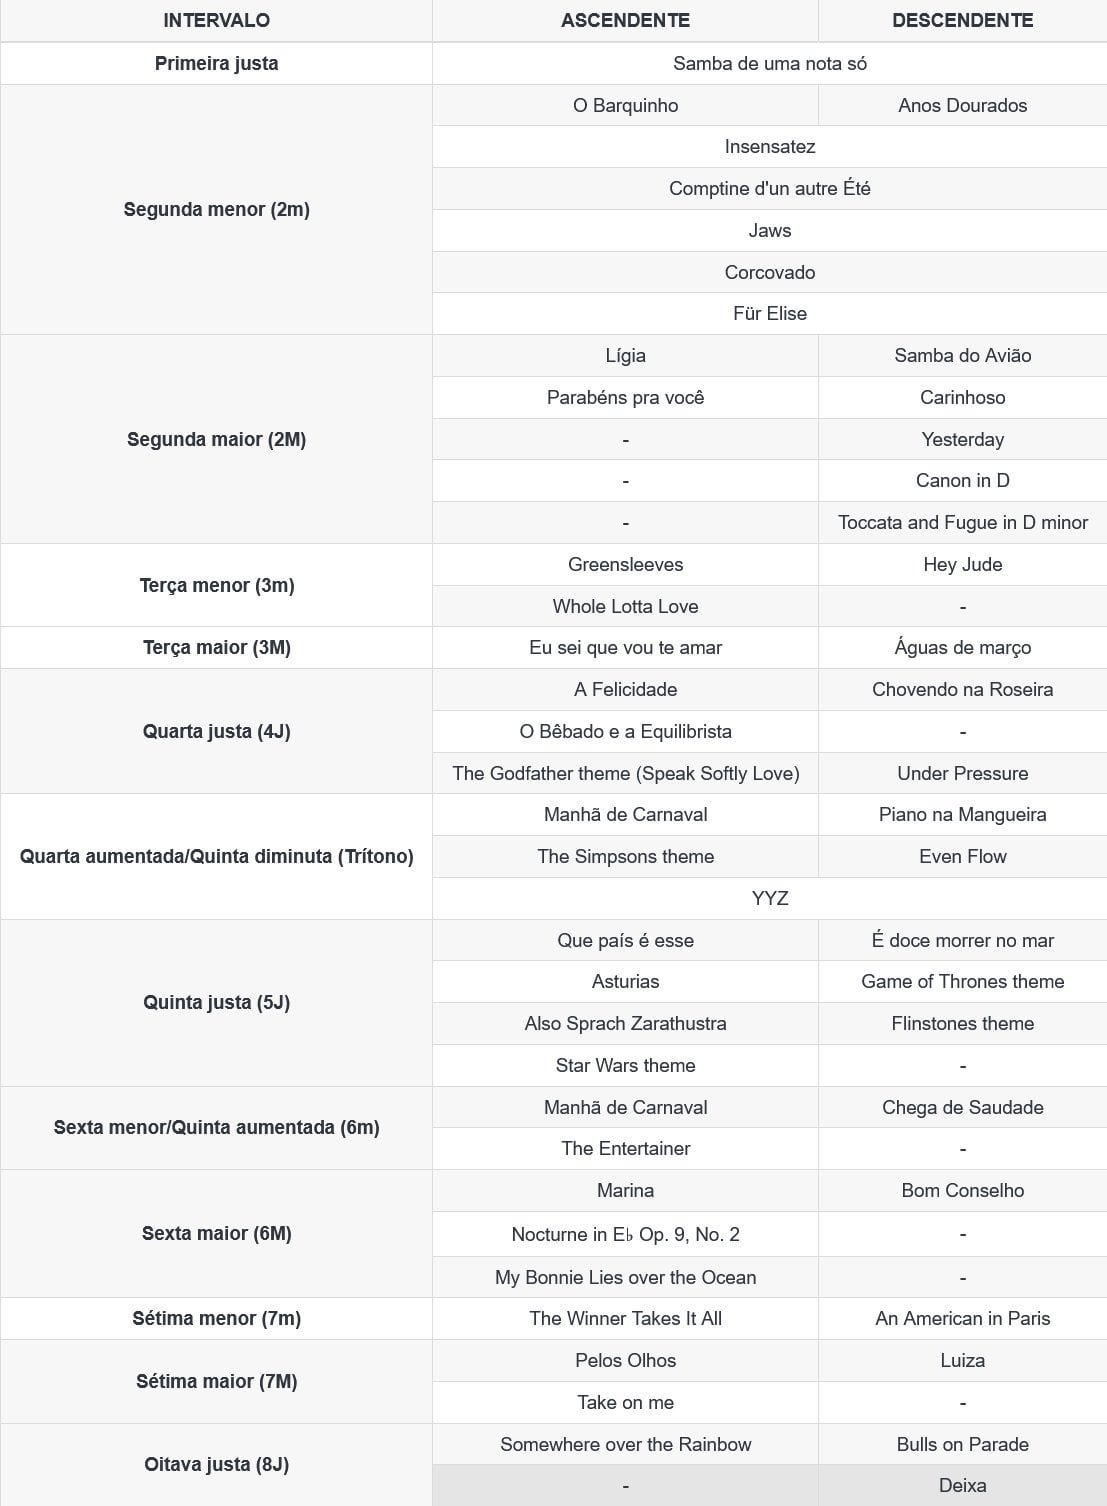 INTERVALO ASCENDENTE DESCENDENTE
Primeira justa Samba de uma nota só
Segunda menor (2m) O Barquinho Anos Dourados
Insensatez
Comptine d'un autre Été
Jaws
Corcovado
Für Elise
Segunda maior (2M) Lígia Samba do Avião
Parabéns pra você Carinhoso
- Yesterday
- Canon in D
- Toccata and Fugue in D minor
Terça menor (3m) Greensleeves Hey Jude
Whole Lotta Love -
Terça maior (3M) Eu sei que vou te amar Águas de março
Quarta justa (4J) A Felicidade Chovendo na Roseira
O Bêbado e a Equilibrista -
The Godfather theme (Speak Softly Love) Under Pressure
Quarta aumentada/Quinta diminuta (Trítono) Manhã de Carnaval Piano na Mangueira
The Simpsons theme Even Flow
YYZ
Quinta justa (5J) Que país é esse É doce morrer no mar
Asturias Game of Thrones theme
Also Sprach Zarathustra Flinstones theme
Star Wars theme -
Sexta menor/Quinta aumentada (6m) Manhã de Carnaval Chega de Saudade
The Entertainer -
Sexta maior (6M) Marina Bom Conselho
Nocturne in E♭ Op. 9, No. 2 -
My Bonnie Lies over the Ocean -
Sétima menor (7m) The Winner Takes It All An American in Paris
Sétima maior (7M) Pelos Olhos Luiza
Take on me -
Oitava justa (8J) Somewhere over the Rainbow Bulls on Parade
- Deixa